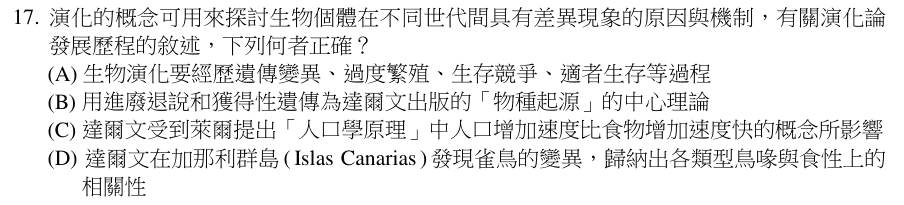 17. 演化的概念可用來探討生物個體在不同世代間具有差異現象的原因與機制，有關演化論
發展歷程的敘述，下列何者正確？
(A) 生物演化要經歷遺傳變異、過度繁殖、生存競爭、適者生存等過程
(B) 用進廢退說和獲得性遺傳為達爾文出版的「物種起源」的中心理論
(C) 達爾文受到萊爾提出「人口學原理」中人口增加速度比食物增加速度快的概念所影響
(D) 達爾文在加那利群島 ( Islas Canarias ) 發現雀鳥的變異，歸納出各類型鳥喙與食性上的
相關性